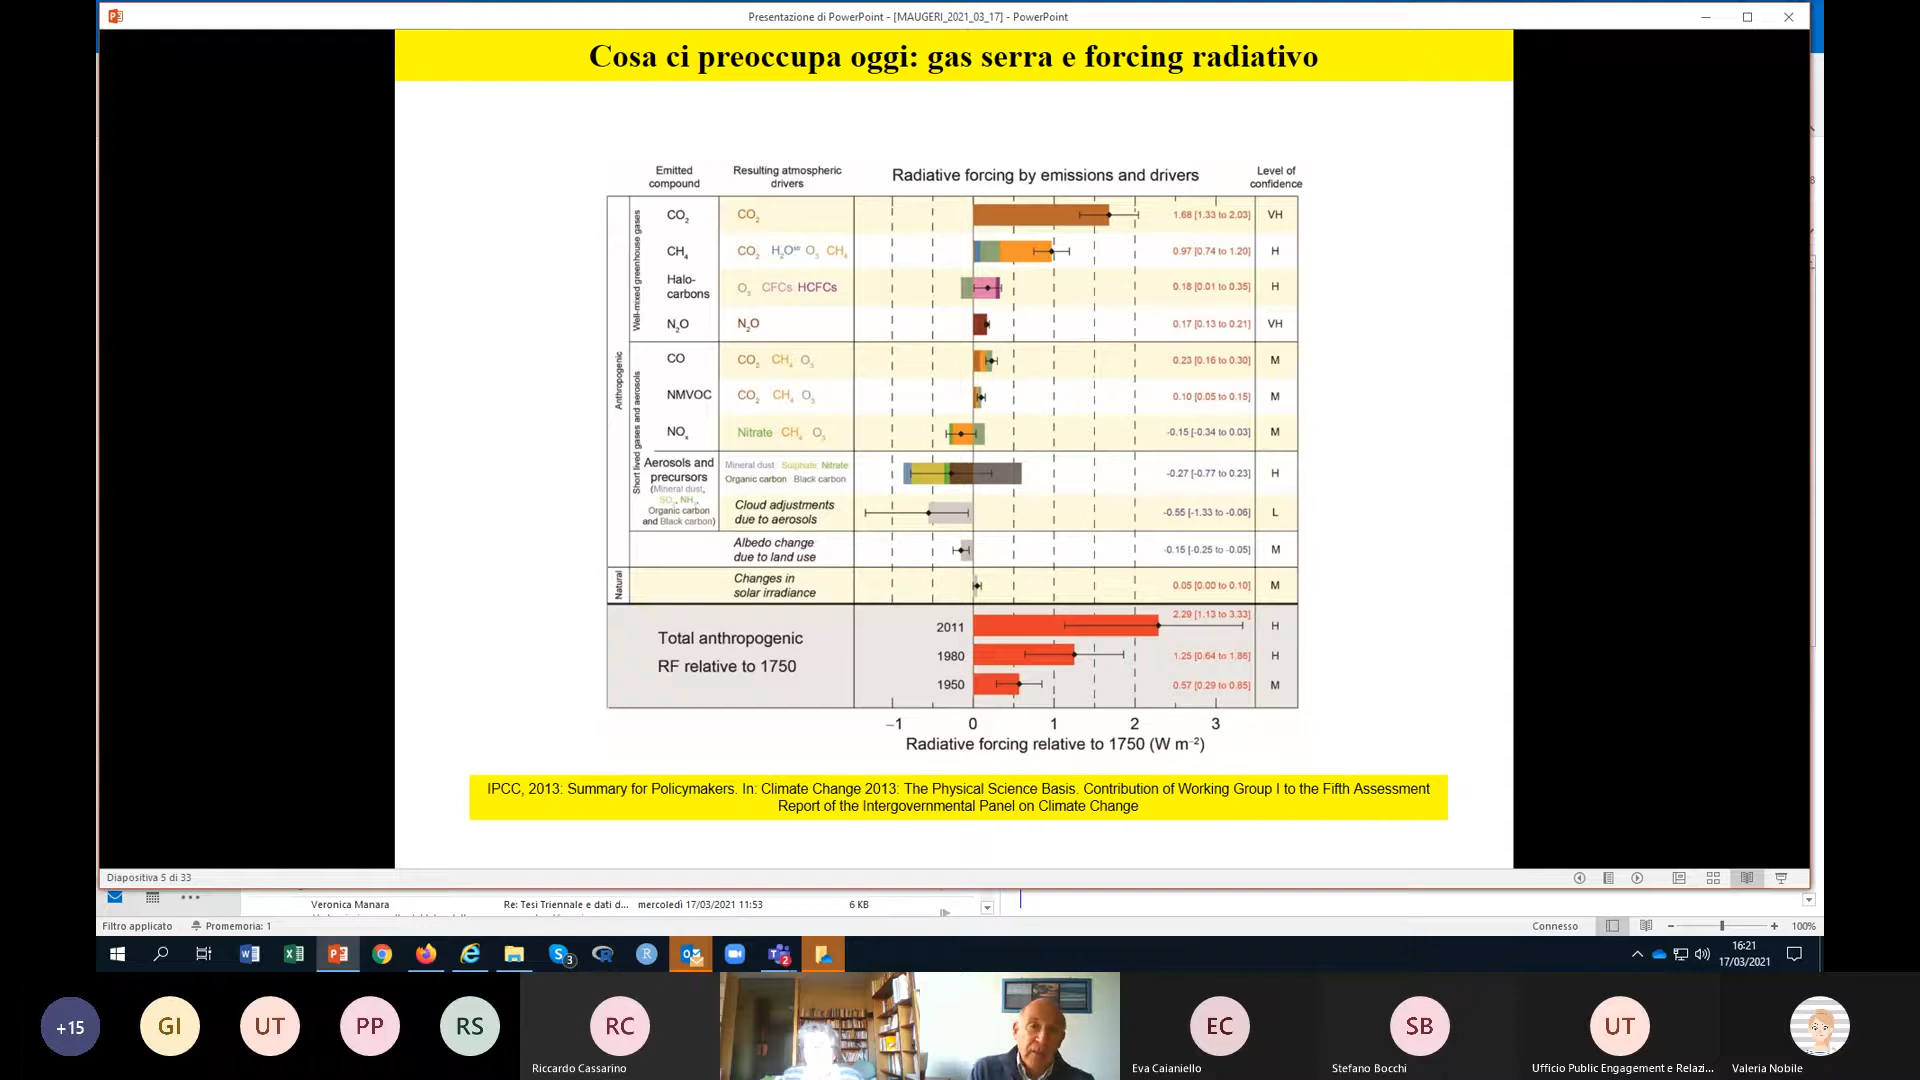 Presentazione di PowerPoint - [MAUGERI_2021_03_17] - PowerPoint
Cosa ci preoccupa oggi: gas serra e forcing radiativo
Emitted compound
Resulting atmospheric drivers
Radiative forcing by emissions and drivers
Level of confidence
Anthropogenic
Well-mixed greenhouse gases
CO₂ CO₂ 1.68 [1.33 to 2.03] VH
CH₄ CO₂ H₂Oˢᵗʳ O₃ CH₄ 0.97 [0.74 to 1.20] H
Halo-carbons O₃ CFCs HCFCs 0.18 [0.01 to 0.35] H
N₂O N₂O 0.17 [0.13 to 0.21] VH
Short lived gases and aerosols
CO CO₂ CH₄ O₃ 0.23 [0.16 to 0.30] M
NMVOC CO₂ CH₄ O₃ 0.10 [0.05 to 0.15] M
NOₓ Nitrate CH₄ O₃ -0.15 [-0.34 to 0.03] M
Aerosols and precursors
(Mineral dust, SO₂, NH₃, Organic carbon and Black carbon)
Mineral dust Sulphate Nitrate
Organic carbon Black carbon
-0.27 [-0.77 to 0.23] H
Cloud adjustments due to aerosols -0.55 [-1.33 to -0.06] L
Albedo change due to land use -0.15 [-0.25 to -0.05] M
Natural
Changes in solar irradiance 0.05 [0.00 to 0.10] M
Total anthropogenic
RF relative to 1750
2011 2.29 [1.13 to 3.33] H
1980 1.25 [0.64 to 1.86] H
1950 0.57 [0.29 to 0.85] M
−1 0 1 2 3
Radiative forcing relative to 1750 (W m⁻²)
IPCC, 2013: Summary for Policymakers. In: Climate Change 2013: The Physical Science Basis. Contribution of Working Group I to the Fifth Assessment
Report of the Intergovernmental Panel on Climate Change
Diapositiva 5 di 33
Veronica Manara Re: Tesi Triennale e dati d... mercoledì 17/03/2021 11:53 6 KB
Filtro applicato Promemoria: 1 Connesso 100%
16:21
17/03/2021
+15 GI UT PP RS RC EC SB UT
Riccardo Cassarino
Eva Caianiello
Stefano Bocchi
Ufficio Public Engagement e Relazi...
Valeria Nobile